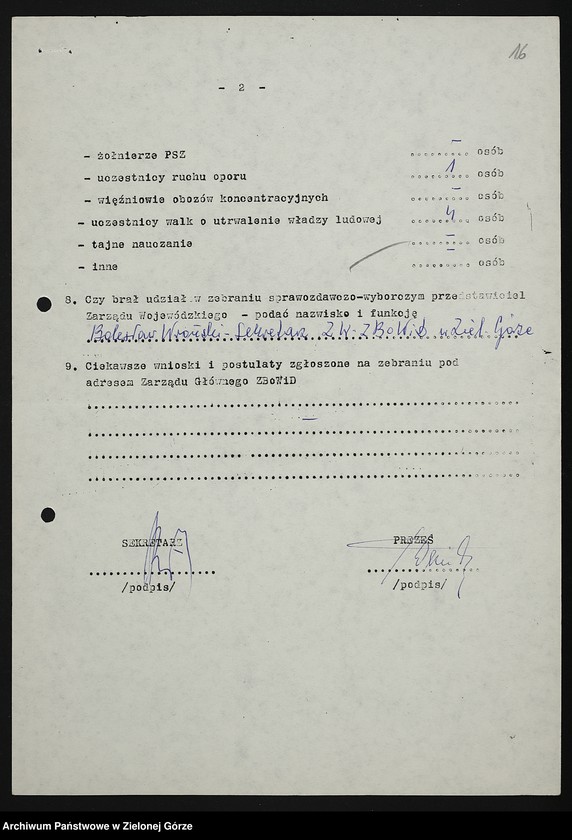 16
- 2 -
- żołnierze PSZ ......... - osób
- uczestnicy ruchu oporu ......... 1 osób
- więźniowie obozów koncentracyjnych ......... - osób
- uczestnicy walk o utrwalenie władzy ludowej ......... 4 osób
- tajne nauczanie ......... - osób
- inne ......... - osób
8. Czy brał udział w zebraniu sprawozdawczo-wyborczym przedstawiciel
Zarządu Wojewódzkiego - podać nazwisko i funkcję
Bolesław Wroński - Sekretarz ZW-ZBoWiD w Ziel. Górze
9. Ciekawsze wnioski i postulaty zgłoszone na zebraniu pod
adresem Zarządu Głównego ZBoWiD
-
SEKRETARZ PREZES
/podpis/ /podpis/
Archiwum Państwowe w Zielonej Górze